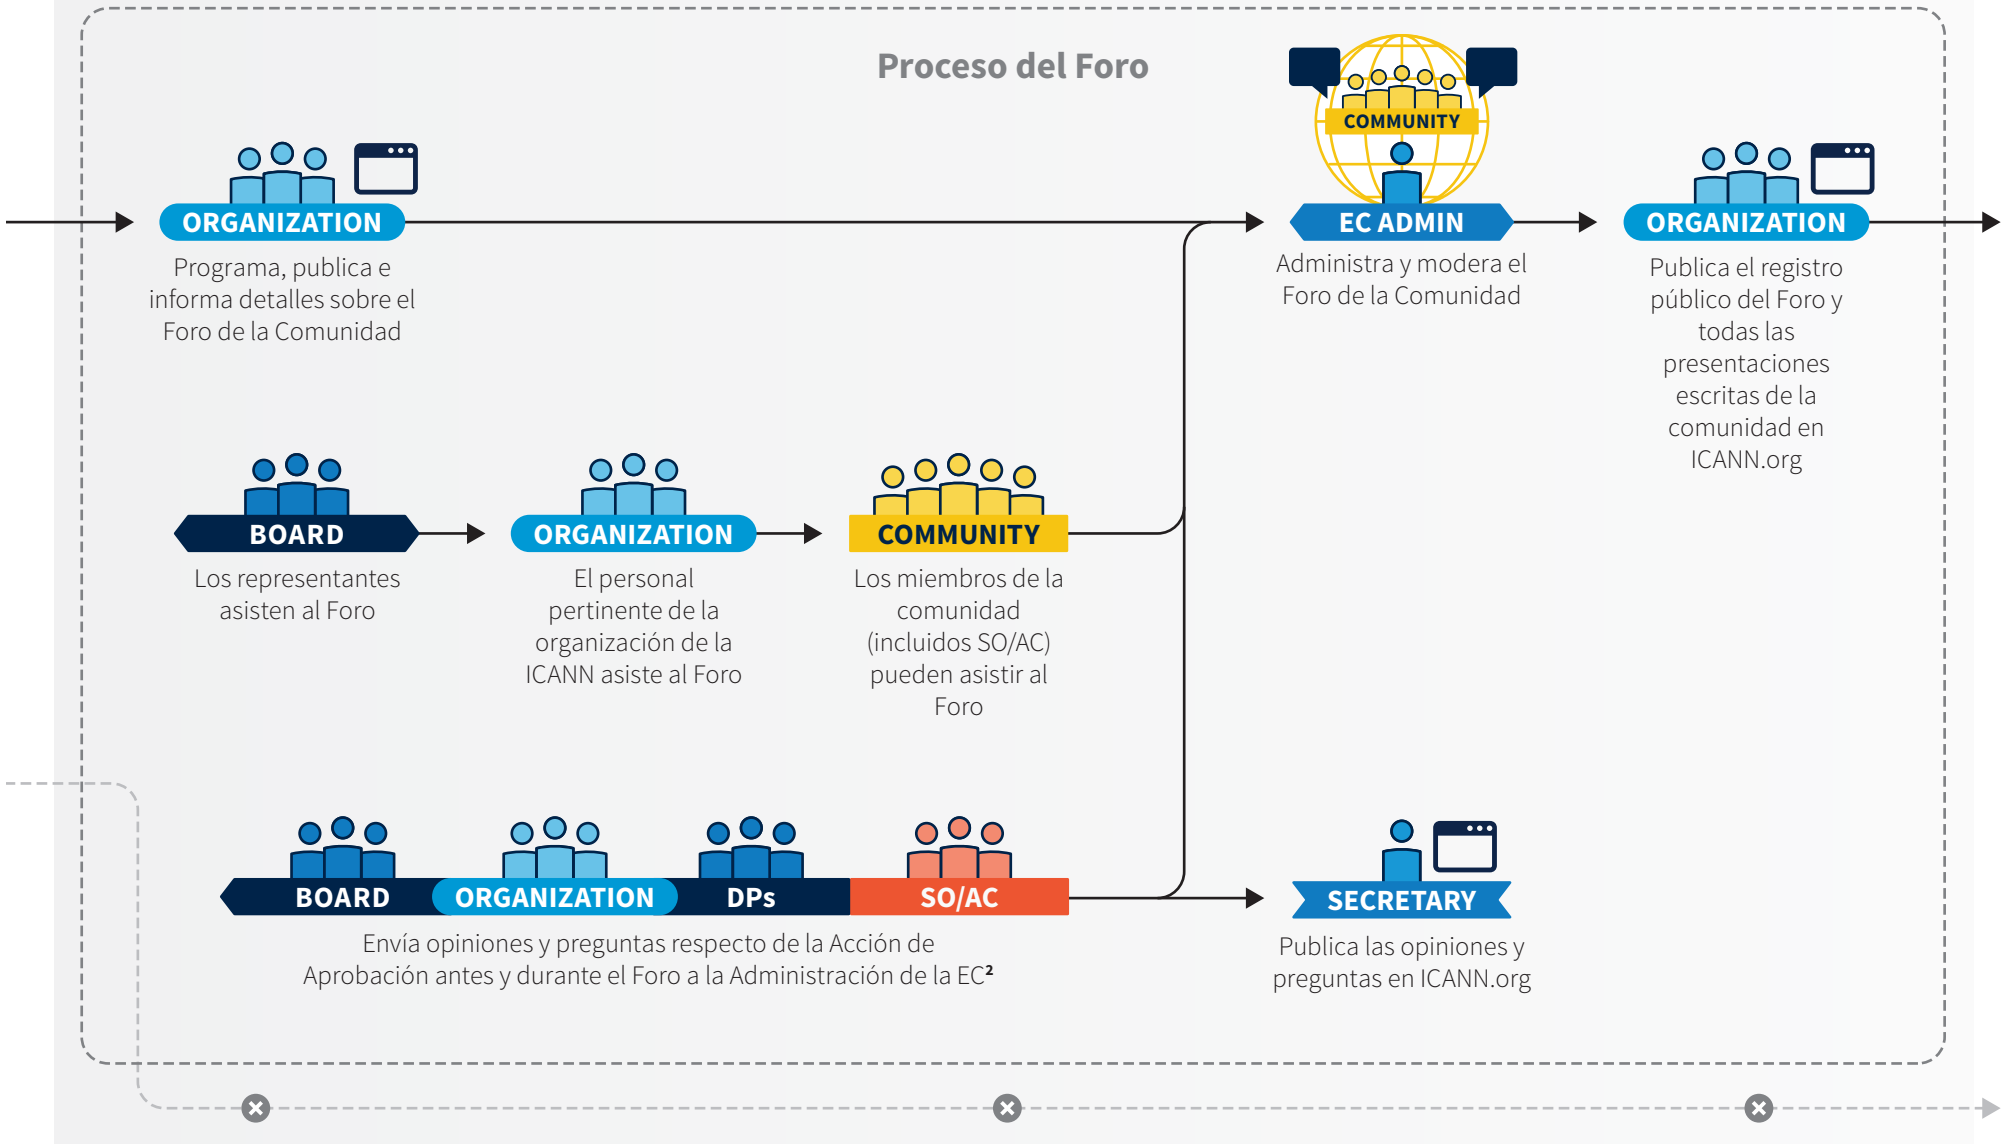 Proceso del Foro
COMMUNITY
ORGANIZATION
Programa, publica e
informa detalles sobre el
Foro de la Comunidad
EC ADMIN
Administra y modera el
Foro de la Comunidad
ORGANIZATION
Publica el registro
público del Foro y
todas las
presentaciones
escritas de la
comunidad en
ICANN.org
BOARD
Los representantes
asisten al Foro
ORGANIZATION
El personal
pertinente de la
organización de la
ICANN asiste al Foro
COMMUNITY
Los miembros de la
comunidad
(incluidos SO/AC)
pueden asistir al
Foro
BOARD ORGANIZATION DPs SO/AC
Envía opiniones y preguntas respecto de la Acción de
Aprobación antes y durante el Foro a la Administración de la EC²
SECRETARY
Publica las opiniones y
preguntas en ICANN.org